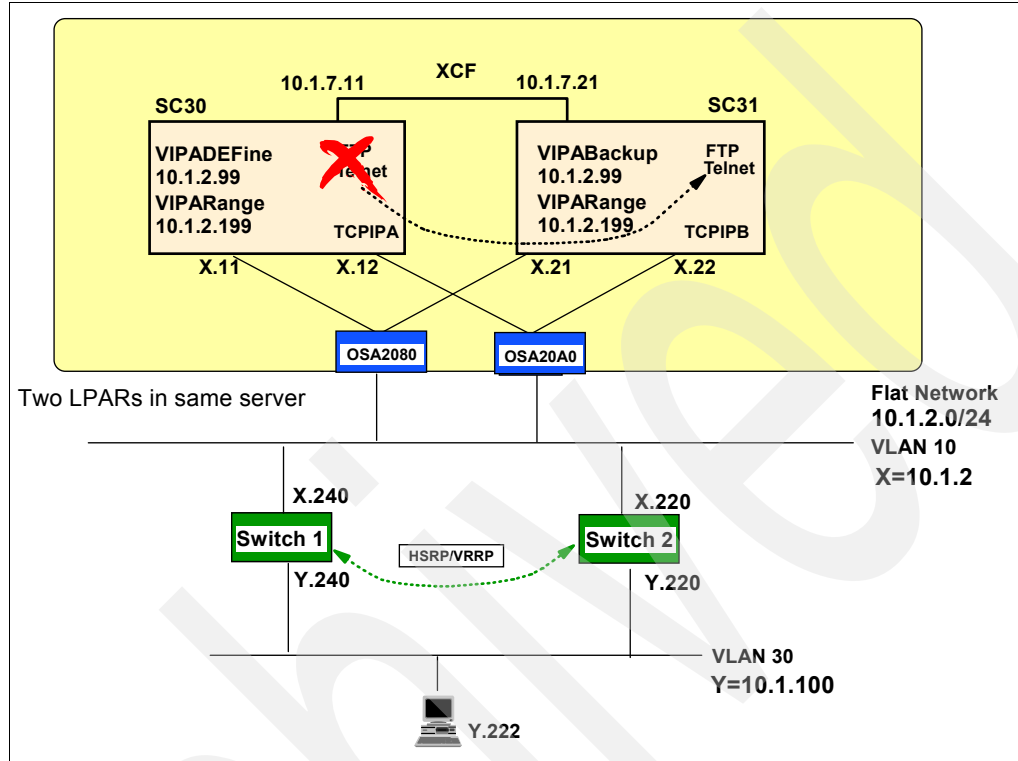 XCF
10.1.7.11
10.1.7.21
SC30
SC31
VIPADEFine
10.1.2.99
VIPARange
10.1.2.199
FTP
Telnet
TCPIPA
VIPABackup
10.1.2.99
VIPARange
10.1.2.199
FTP
Telnet
TCPIPB
X.11
X.12
X.21
X.22
OSA2080
OSA20A0
Two LPARs in same server
Flat Network
10.1.2.0/24
VLAN 10
X=10.1.2
X.240
X.220
Switch 1
HSRP/VRRP
Switch 2
Y.240
Y.220
VLAN 30
Y=10.1.100
Y.222